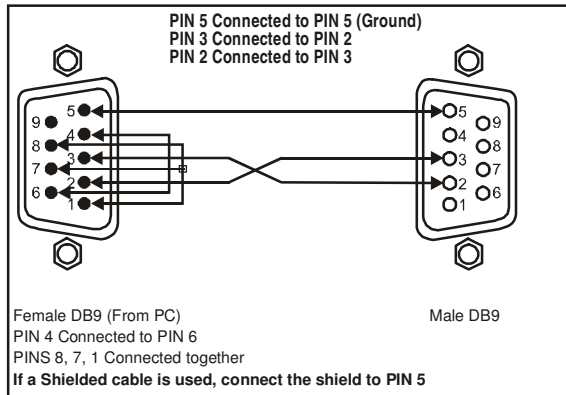 PIN 5 Connected to PIN 5 (Ground)
PIN 3 Connected to PIN 2
PIN 2 Connected to PIN 3
5
9
4
8
3
7
2
6
1
5
9
4
8
3
7
2
6
1
Female DB9 (From PC)
Male DB9
PIN 4 Connected to PIN 6
PINS 8, 7, 1 Connected together
If a Shielded cable is used, connect the shield to PIN 5